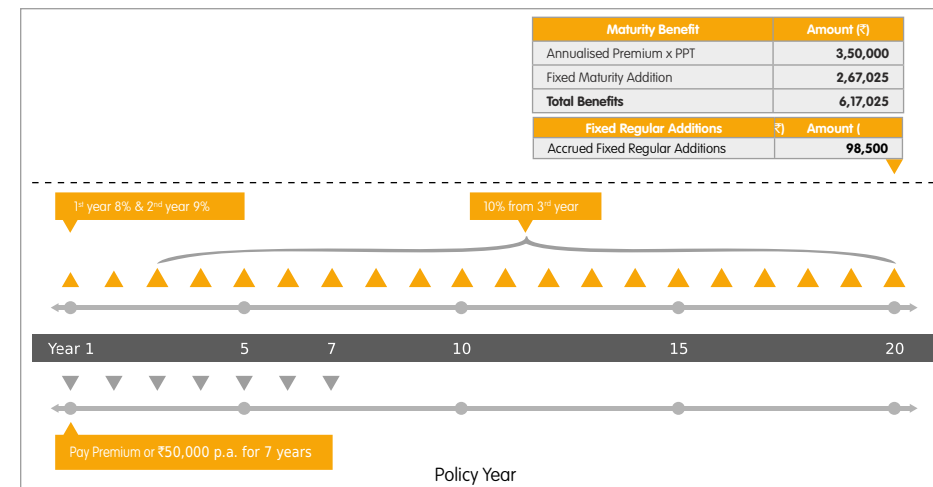 Maturity Benefit Amount (₹)
Annualised Premium x PPT 3,50,000
Fixed Maturity Addition 2,67,025
Total Benefits 6,17,025
Fixed Regular Additions ₹) Amount (
Accrued Fixed Regular Additions 98,500
1st year 8% & 2nd year 9%
10% from 3rd year
Year 1 5 7 10 15 20
Pay Premium or ₹50,000 p.a. for 7 years
Policy Year